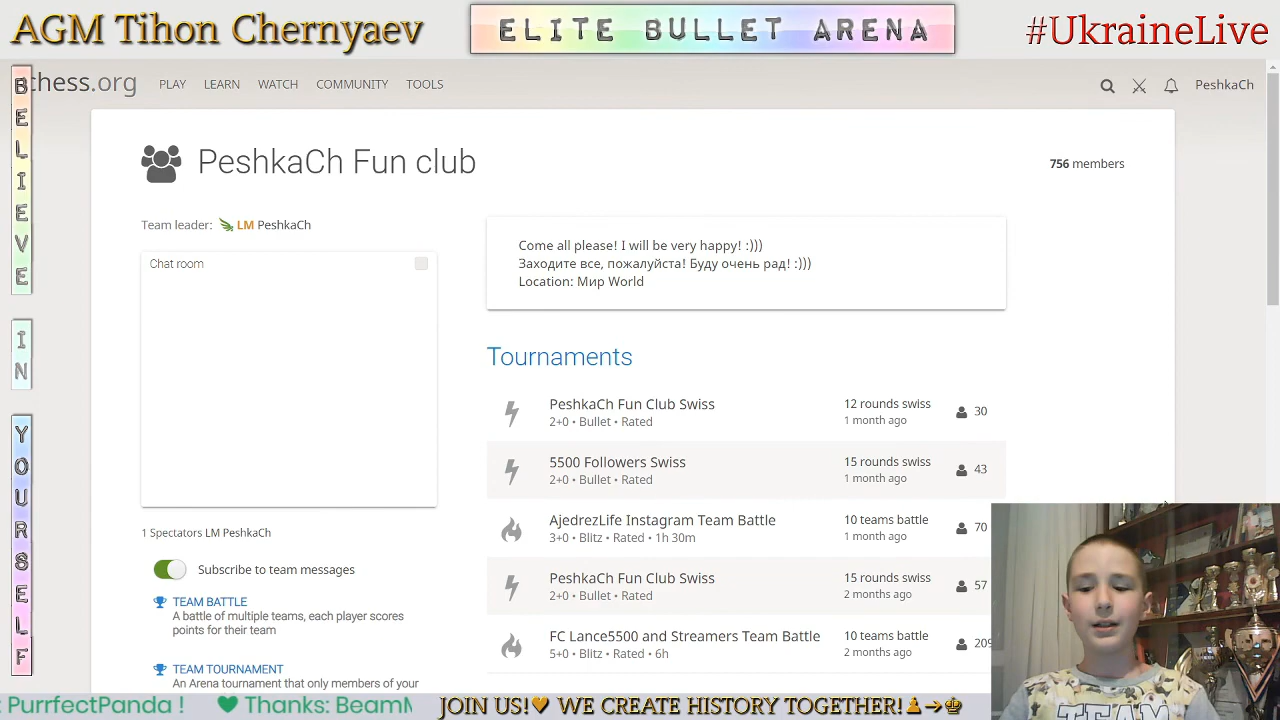 AGM Tihon Chernyaev
ELITE BULLET ARENA
#UkraineLive
BELIEVE
IN
YOURSELF
chess.org
PLAY LEARN WATCH COMMUNITY TOOLS
PeshkaCh
PeshkaCh Fun club
756 members
Team leader: LM PeshkaCh
Chat room
1 Spectators LM PeshkaCh
Subscribe to team messages
TEAM BATTLE
A battle of multiple teams, each player scores
points for their team
TEAM TOURNAMENT
An Arena tournament that only members of your
Come all please! I will be very happy! :)))
Заходите все, пожалуйста! Буду очень рад! :)))
Location: Мир World
Tournaments
PeshkaCh Fun Club Swiss 12 rounds swiss 30
2+0 • Bullet • Rated 1 month ago
5500 Followers Swiss 15 rounds swiss 43
2+0 • Bullet • Rated 1 month ago
AjedrezLife Instagram Team Battle 10 teams battle 70
3+0 • Blitz • Rated • 1h 30m 1 month ago
PeshkaCh Fun Club Swiss 15 rounds swiss 57
2+0 • Bullet • Rated 2 months ago
FC Lance5500 and Streamers Team Battle 10 teams battle 209
5+0 • Blitz • Rated • 6h 2 months ago
TEAM
PurrfectPanda ! Thanks: Beam
JOIN US!🧡 WE CREATE HISTORY TOGETHER!♟→♚